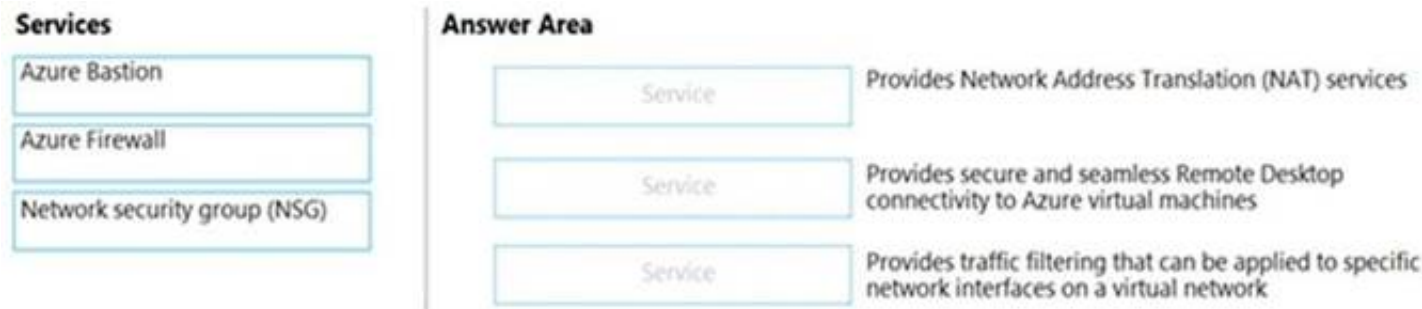 Services
Azure Bastion
Azure Firewall
Network security group (NSG)
Answer Area
Service
Provides Network Address Translation (NAT) services
Service
Provides secure and seamless Remote Desktop
connectivity to Azure virtual machines
Service
Provides traffic filtering that can be applied to specific
network interfaces on a virtual network